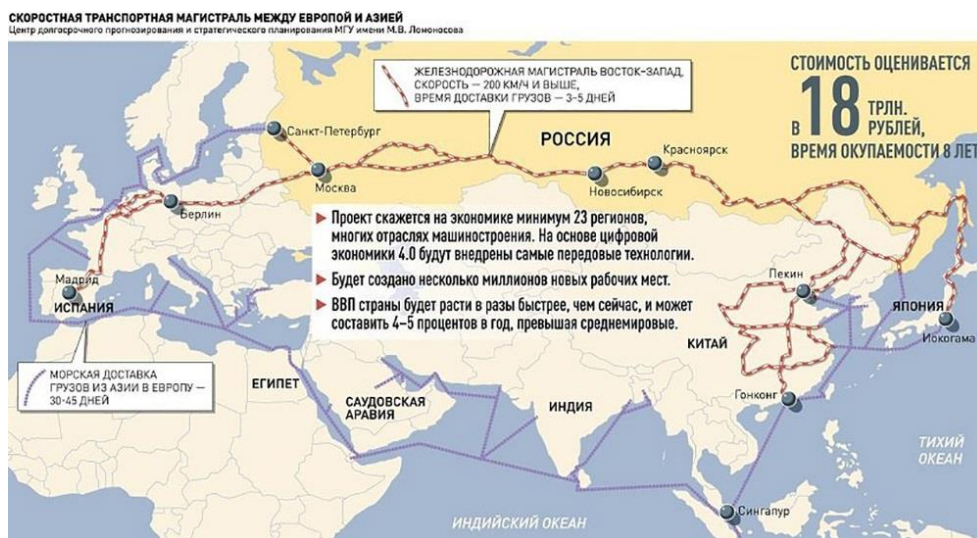 СКОРОСТНАЯ ТРАНСПОРТНАЯ МАГИСТРАЛЬ МЕЖДУ ЕВРОПОЙ И АЗИЕЙ
Центр долгосрочного прогнозирования и стратегического планирования МГУ имени М.В. Ломоносова
ЖЕЛЕЗНОДОРОЖНАЯ МАГИСТРАЛЬ ВОСТОК-ЗАПАД,
СКОРОСТЬ — 200 КМ/Ч И ВЫШЕ,
ВРЕМЯ ДОСТАВКИ ГРУЗОВ — 3-5 ДНЕЙ
СТОИМОСТЬ ОЦЕНИВАЕТСЯ
В 18 ТРЛН. РУБЛЕЙ,
ВРЕМЯ ОКУПАЕМОСТИ 8 ЛЕТ
Санкт-Петербург
РОССИЯ
Красноярск
Москва
Новосибирск
Берлин
► Проект скажется на экономике минимум 23 регионов,
многих отраслях машиностроения. На основе цифровой
экономики 4.0 будут внедрены самые передовые технологии.
► Будет создано несколько миллионов новых рабочих мест.
► ВВП страны будет расти в разы быстрее, чем сейчас, и может
составить 4–5 процентов в год, превышая среднемировые.
Мадрид
ИСПАНИЯ
Пекин
ЯПОНИЯ
Иокогама
КИТАЙ
МОРСКАЯ ДОСТАВКА
ГРУЗОВ ИЗ АЗИИ В ЕВРОПУ —
30-45 ДНЕЙ
ЕГИПЕТ
САУДОВСКАЯ
АРАВИЯ
ИНДИЯ
Гонконг
ТИХИЙ
ОКЕАН
ИНДИЙСКИЙ ОКЕАН
Сингапур